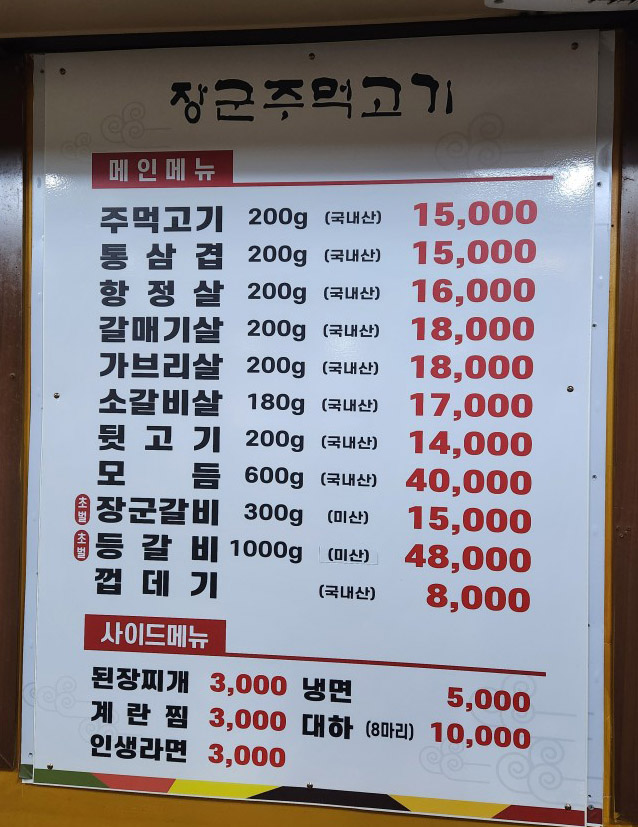 장군주먹고기
메인메뉴
주먹고기 200g (국내산) 15,000
통삼겹 200g (국내산) 15,000
항정살 200g (국내산) 16,000
갈매기살 200g (국내산) 18,000
가브리살 200g (국내산) 18,000
소갈비살 180g (국내산) 17,000
뒷고기 200g (국내산) 14,000
모듬 600g (국내산) 40,000
초벌 장군갈비 300g (미산) 15,000
초벌 등갈비 1000g (미산) 48,000
껍데기 (국내산) 8,000
사이드메뉴
된장찌개 3,000 냉면 5,000
계란찜 3,000 대하 (8마리) 10,000
인생라면 3,000